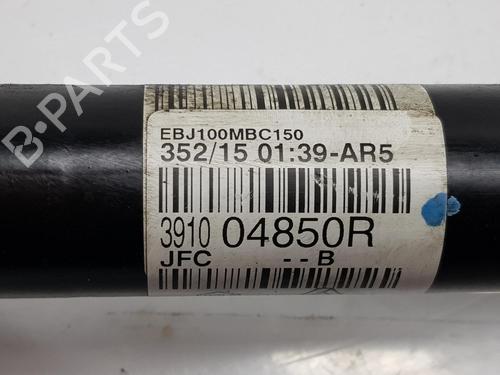 B-PARTS
EBJ100MBC150
352/15 01:39-AR5
3910 04850R
JFC --B